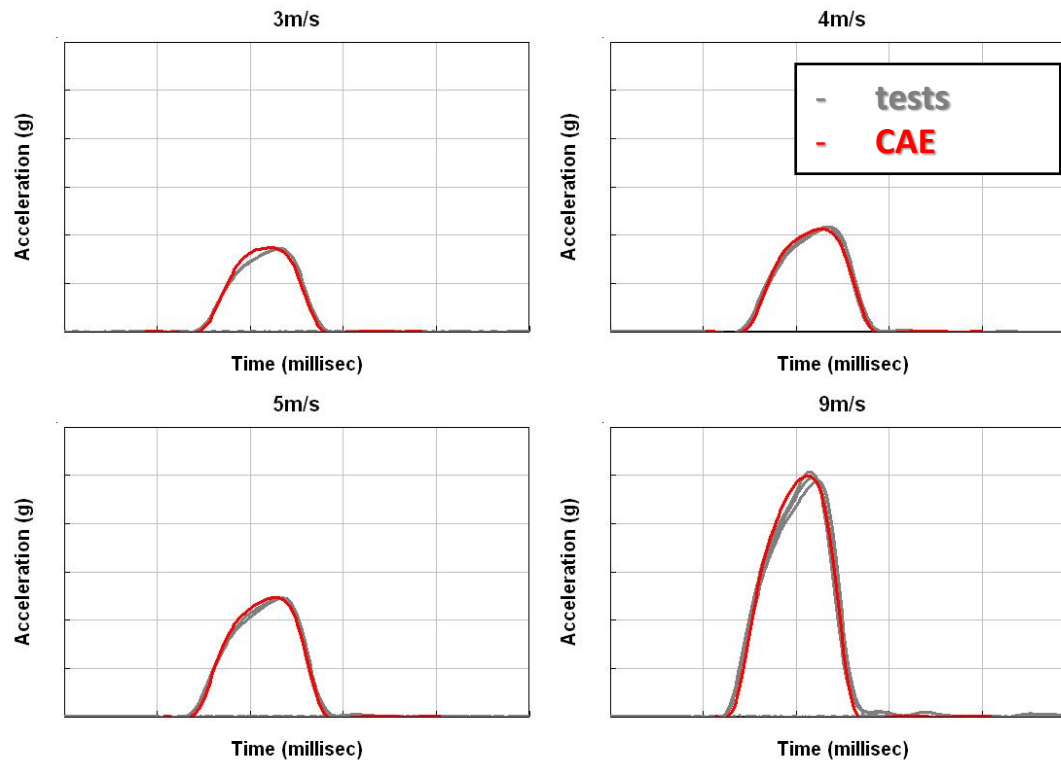 3m/s
4m/s
Acceleration (g)
Acceleration (g)
- tests
- CAE
Time (millisec)
Time (millisec)
5m/s
9m/s
Acceleration (g)
Acceleration (g)
Time (millisec)
Time (millisec)